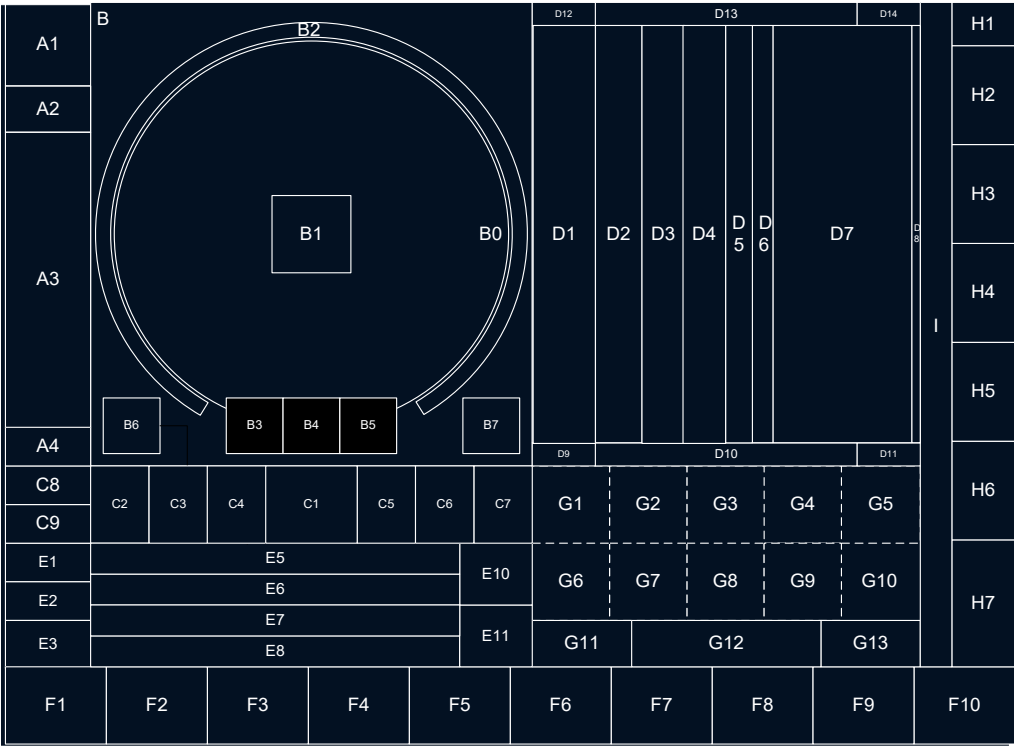 B
D12
D13
D14
H1
A1
B2
H2
A2
H3
B1
B0
D1
D2
D3
D4
D
5
D
6
D7
D
8
A3
H4
I
H5
B6
B3
B4
B5
B7
A4
D9
D10
D11
C8
C2
C3
C4
C1
C5
C6
C7
G1
G2
G3
G4
G5
H6
C9
E1
E5
E10
G6
G7
G8
G9
G10
E2
E6
H7
E7
E11
E3
E8
G11
G12
G13
F1
F2
F3
F4
F5
F6
F7
F8
F9
F10